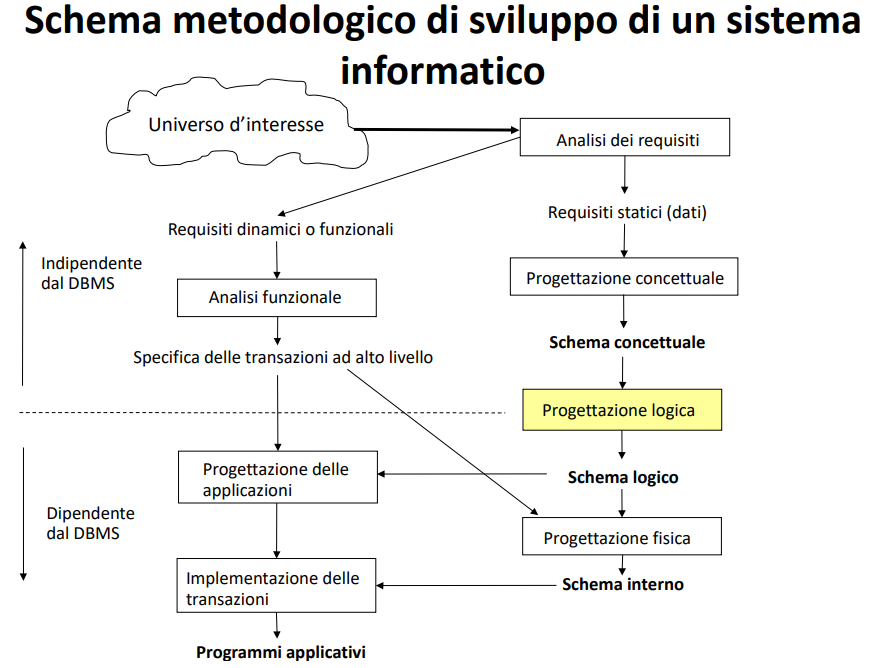 Schema metodologico di sviluppo di un sistema
informatico
Universo d’interesse
Analisi dei requisiti
Requisiti statici (dati)
Requisiti dinamici o funzionali
Indipendente
dal DBMS
Progettazione concettuale
Analisi funzionale
Schema concettuale
Specifica delle transazioni ad alto livello
Progettazione logica
Progettazione delle
applicazioni
Schema logico
Dipendente
dal DBMS
Progettazione fisica
Implementazione delle
transazioni
Schema interno
Programmi applicativi